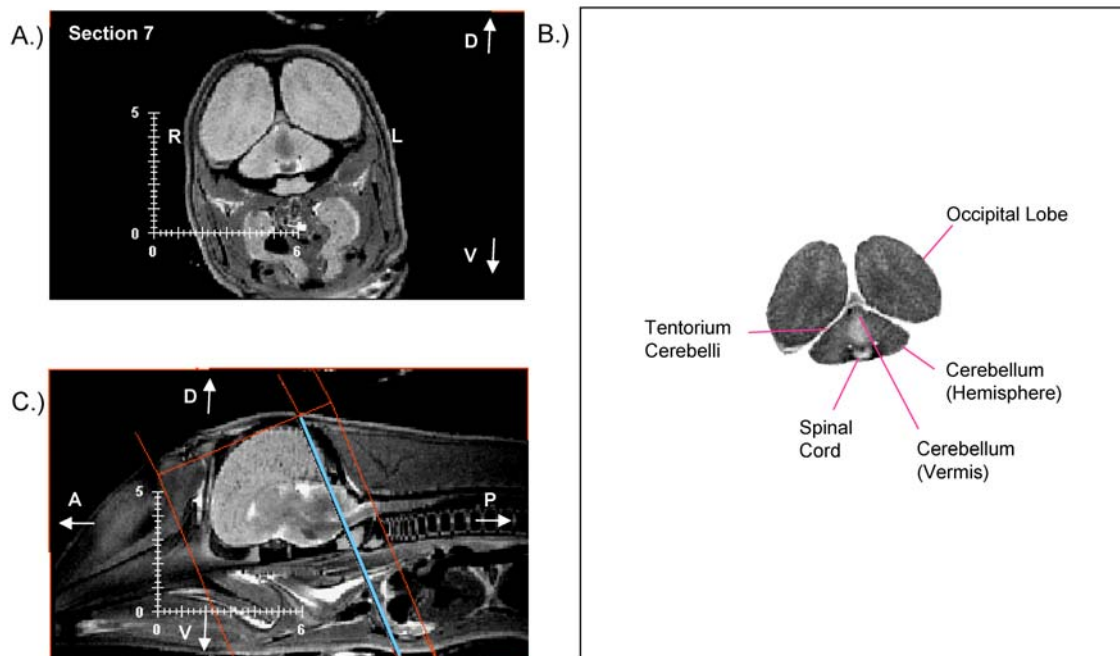 A.)
Section 7
D
R
L
5
0
0
6
V
B.)
Occipital Lobe
Tentorium
Cerebelli
Cerebellum
(Hemisphere)
Spinal
Cord
Cerebellum
(Vermis)
C.)
D
A
P
5
0
0
6
V